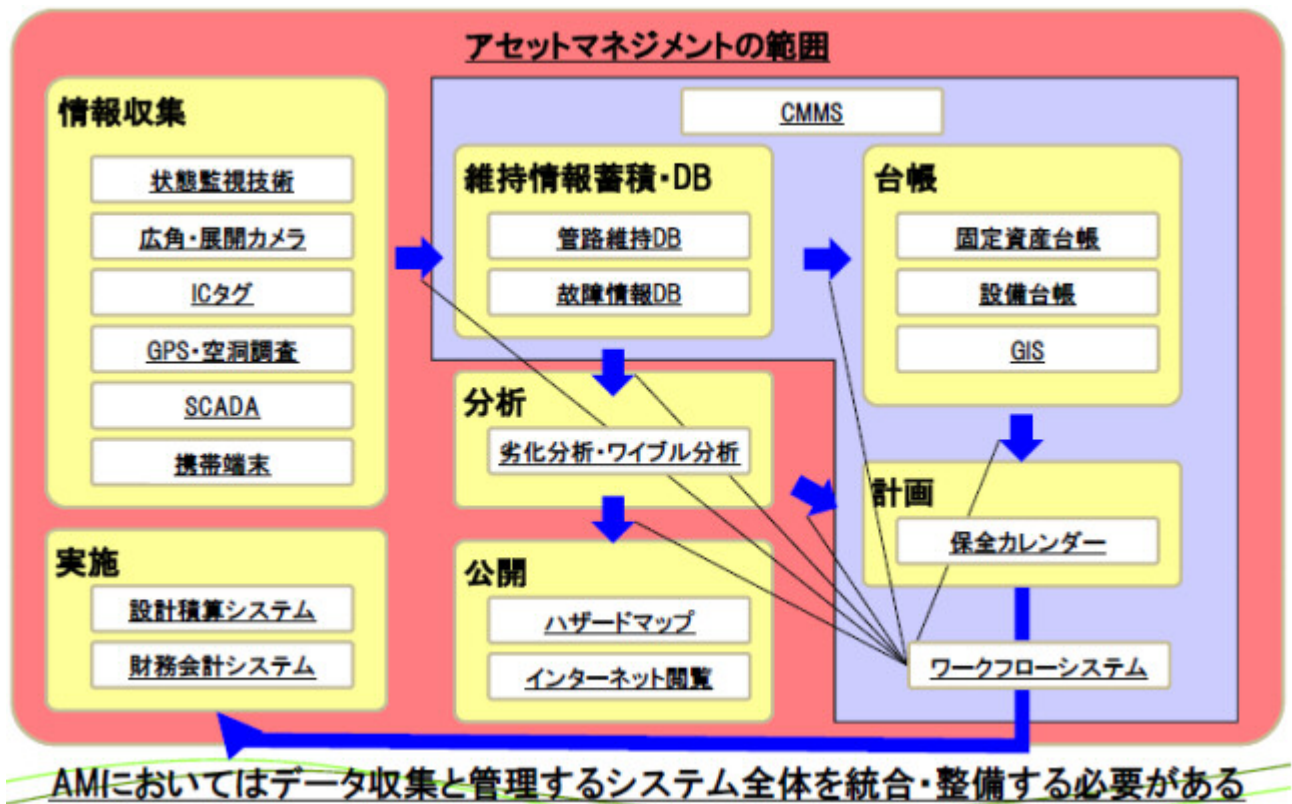 アセットマネジメントの範囲
情報収集
状態監視技術
広角・展開カメラ
ICタグ
GPS・空洞調査
SCADA
携帯端末
CMMS
維持情報蓄積・DB
管路維持DB
故障情報DB
台帳
固定資産台帳
設備台帳
GIS
分析
劣化分析・ワイブル分析
計画
保全カレンダー
実施
設計積算システム
財務会計システム
公開
ハザードマップ
インターネット閲覧
ワークフローシステム
AMにおいてはデータ収集と管理するシステム全体を統合・整備する必要がある